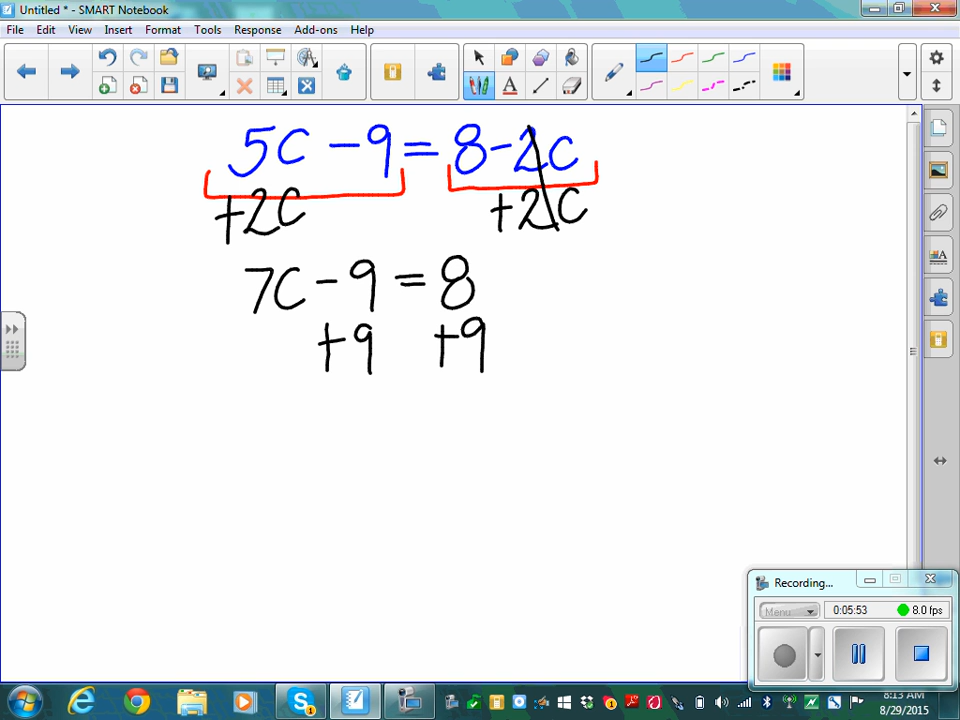 Untitled * - SMART Notebook
File Edit View Insert Format Tools Response Add-ons Help
5C - 9 = 8 - 2C
+2C +2C
7C - 9 = 8
+9 +9
Recording...
Menu 0:05:53 8.0 fps
8:13 AM
8/29/2015